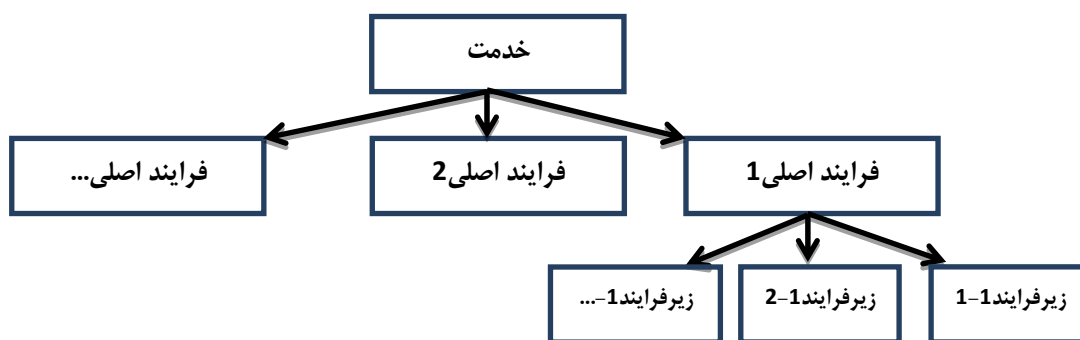 خدمت
فرایند اصلی1
فرایند اصلی2
فرایند اصلی...
زیرفرایند1-1
زیرفرایند1-2
زیرفرایند1-...